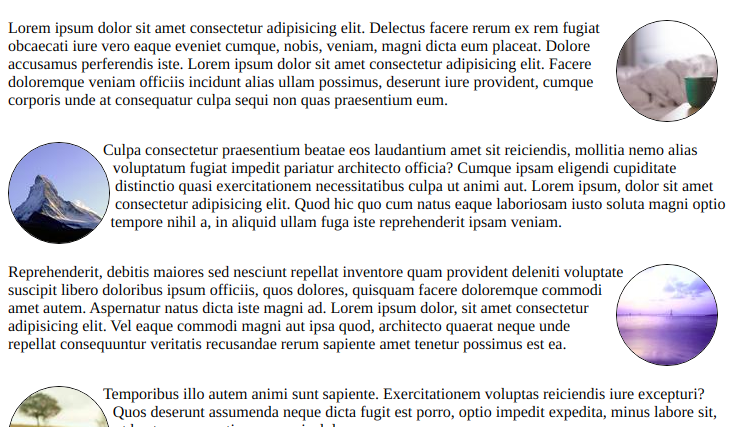 Lorem ipsum dolor sit amet consectetur adipisicing elit. Delectus facere rerum ex rem fugiat
obcaecati iure vero eaque eveniet cumque, nobis, veniam, magni dicta eum placeat. Dolore
accusamus perferendis iste. Lorem ipsum dolor sit amet consectetur adipisicing elit. Facere
doloremque veniam officiis incidunt alias ullam possimus, deserunt iure provident, cumque
corporis unde at consequatur culpa sequi non quas praesentium eum.
Culpa consectetur praesentium beatae eos laudantium amet sit reiciendis, mollitia nemo alias
voluptatum fugiat impedit pariatur architecto officia? Cumque ipsam eligendi cupiditate
distinctio quasi exercitationem necessitatibus culpa ut animi aut. Lorem ipsum, dolor sit amet
consectetur adipisicing elit. Quod hic quo cum natus eaque laboriosam iusto soluta magni optio
tempore nihil a, in aliquid ullam fuga iste reprehenderit ipsam veniam.
Reprehenderit, debitis maiores sed nesciunt repellat inventore quam provident deleniti voluptate
suscipit libero doloribus ipsum officiis, quos dolores, quisquam facere doloremque commodi
amet autem. Aspernatur natus dicta iste magni ad. Lorem ipsum dolor, sit amet consectetur
adipisicing elit. Vel eaque commodi magni aut ipsa quod, architecto quaerat neque unde
repellat consequuntur veritatis recusandae rerum sapiente amet tenetur possimus est ea.
Temporibus illo autem animi sunt sapiente. Exercitationem voluptas reiciendis iure excepturi?
Quos deserunt assumenda neque dicta fugit est porro, optio impedit expedita, minus labore sit,